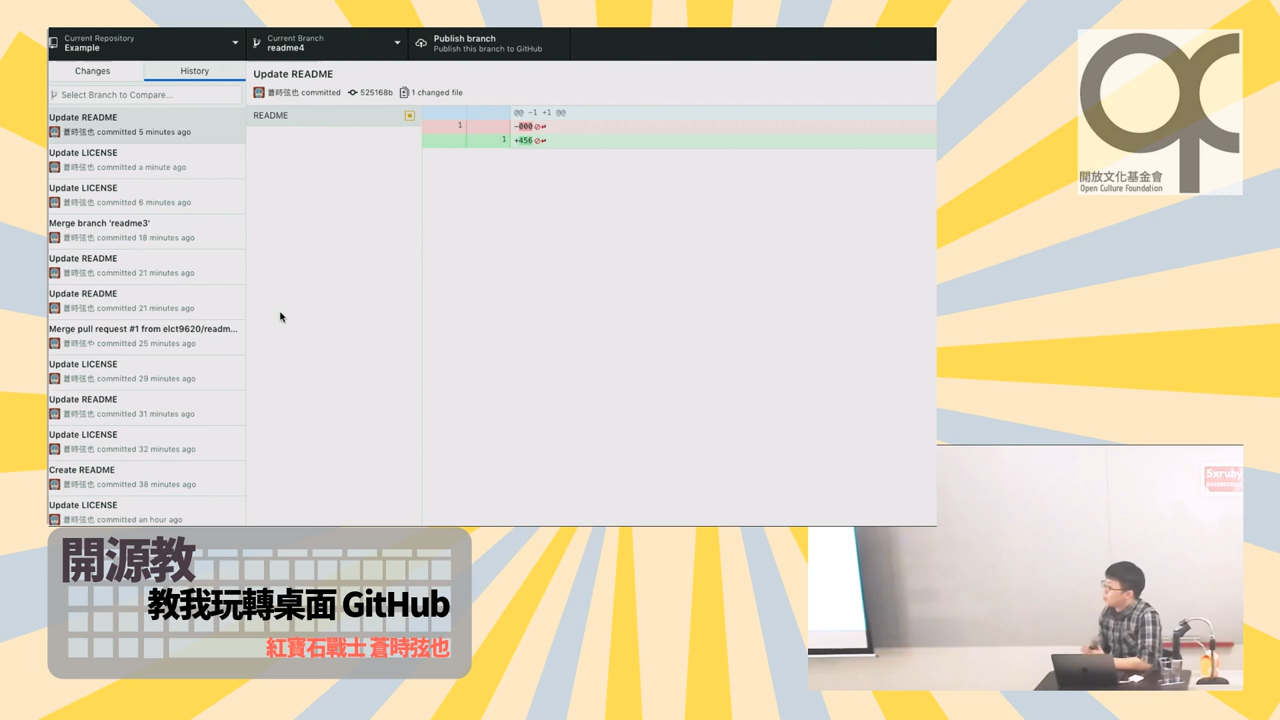 Current Repository
Example
Current Branch
readme4
Publish branch
Publish this branch to GitHub
Changes
History
Select Branch to Compare...
Update README
蒼時弦也 committed 5 minutes ago
Update LICENSE
蒼時弦也 committed a minute ago
Update LICENSE
蒼時弦也 committed 6 minutes ago
Merge branch 'readme3'
蒼時弦也 committed 18 minutes ago
Update README
蒼時弦也 committed 21 minutes ago
Update README
蒼時弦也 committed 21 minutes ago
Merge pull request #1 from elct9620/readm...
蒼時弦や committed 25 minutes ago
Update LICENSE
蒼時弦也 committed 29 minutes ago
Update README
蒼時弦也 committed 31 minutes ago
Update LICENSE
蒼時弦也 committed 32 minutes ago
Create README
蒼時弦也 committed 38 minutes ago
Update LICENSE
蒼時弦也 committed an hour ago
Update README
蒼時弦也 committed 525168b 1 changed file
README
@@ -1 +1 @@
1 -000
1 +456
開放文化基金會
Open Culture Foundation
5xruby
開源教
教我玩轉桌面 GitHub
紅寶石戰士 蒼時弦也